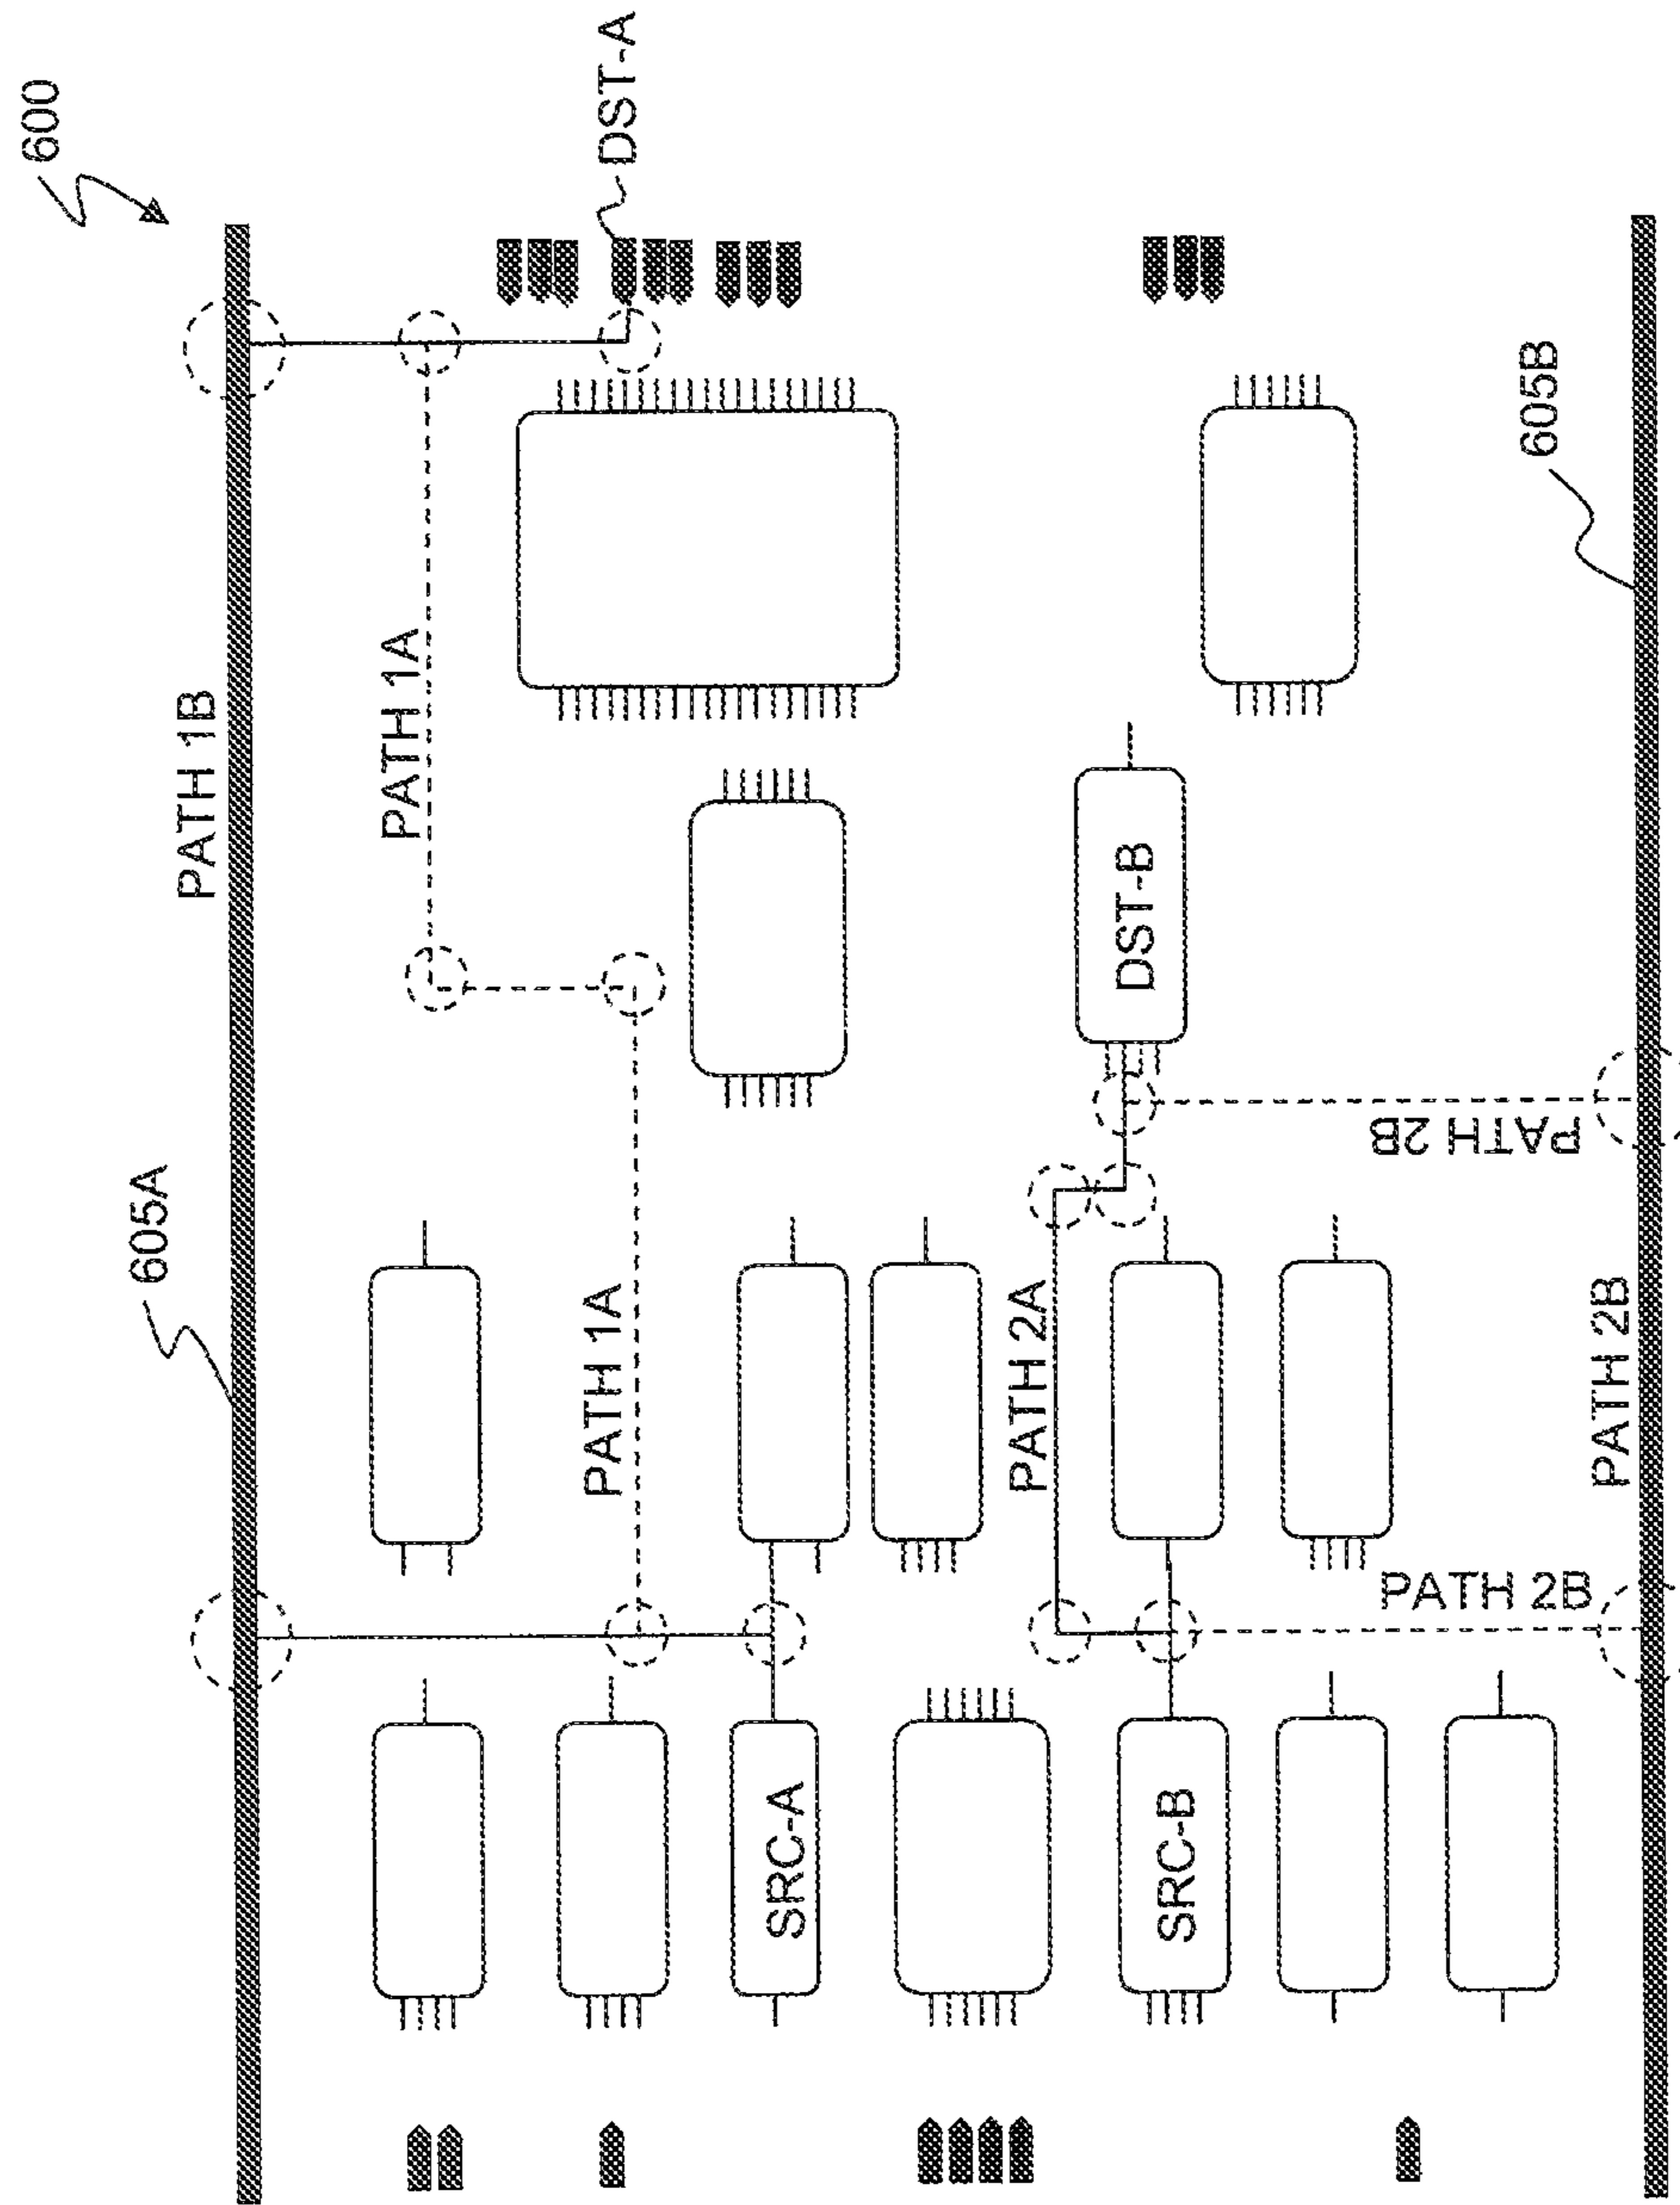 600
DST-A
PATH 1B
PATH 1A
605A
605B
PATH 1A
DST-B
PATH 2B
PATH 2A
PATH 2B
PATH 2B
SRC-A
SRC-B